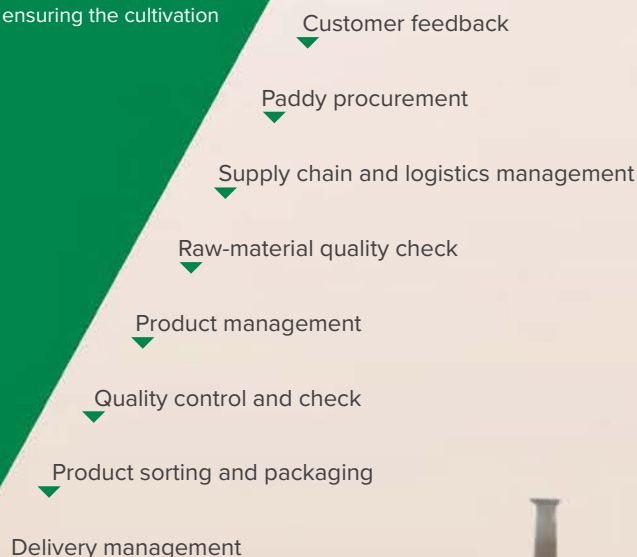 ensuring the cultivation
Customer feedback
Paddy procurement
Supply chain and logistics management
Raw-material quality check
Product management
Quality control and check
Product sorting and packaging
Delivery management